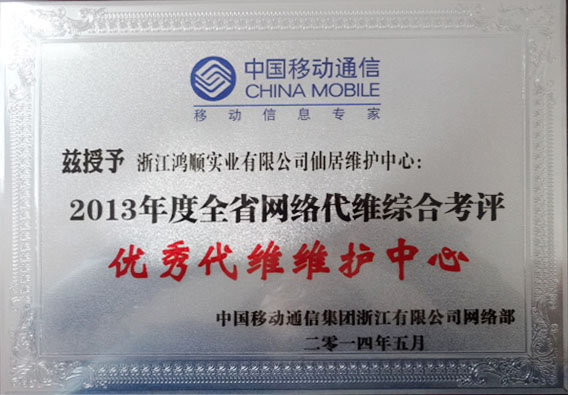 中国移动通信
CHINA MOBILE
移动信息专家
兹授予 浙江鸿顺实业有限公司仙居维护中心：
2013年度全省网络代维综合考评
优秀代维维护中心
中国移动通信集团浙江有限公司网络部
二零一四年五月